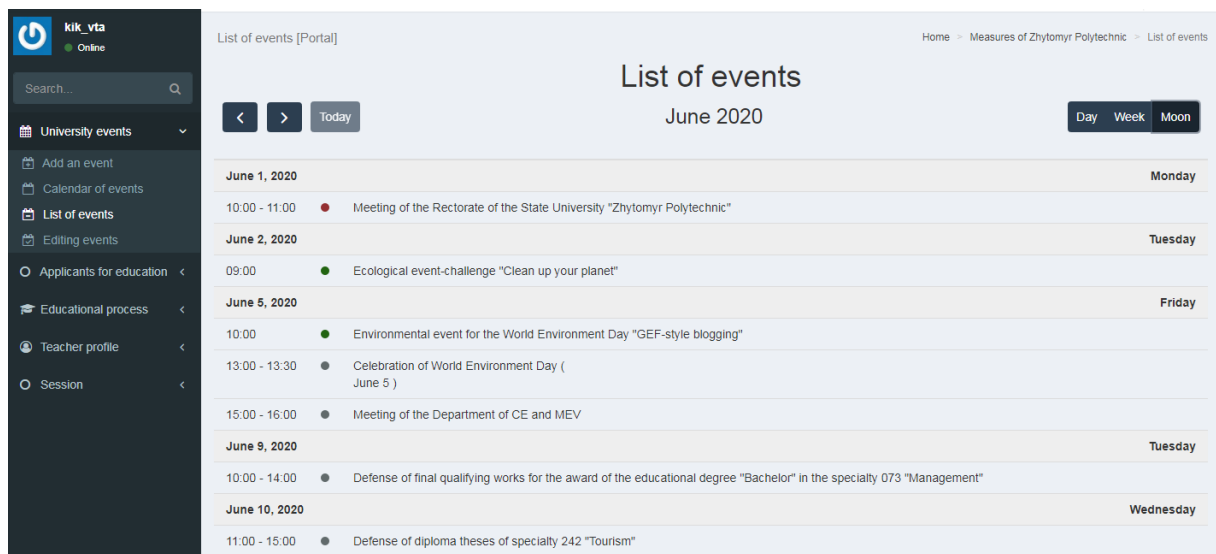 kik_vta
Online
Search...
University events
Add an event
Calendar of events
List of events
Editing events
Applicants for education
Educational process
Teacher profile
Session
List of events [Portal]
Home > Measures of Zhytomyr Polytechnic > List of events
List of events
Today
June 2020
Day Week Moon
June 1, 2020 Monday
10:00 - 11:00 Meeting of the Rectorate of the State University "Zhytomyr Polytechnic"
June 2, 2020 Tuesday
09:00 Ecological event-challenge "Clean up your planet"
June 5, 2020 Friday
10:00 Environmental event for the World Environment Day "GEF-style blogging"
13:00 - 13:30 Celebration of World Environment Day (
June 5 )
15:00 - 16:00 Meeting of the Department of CE and MEV
June 9, 2020 Tuesday
10:00 - 14:00 Defense of final qualifying works for the award of the educational degree "Bachelor" in the specialty 073 "Management"
June 10, 2020 Wednesday
11:00 - 15:00 Defense of diploma theses of specialty 242 "Tourism"